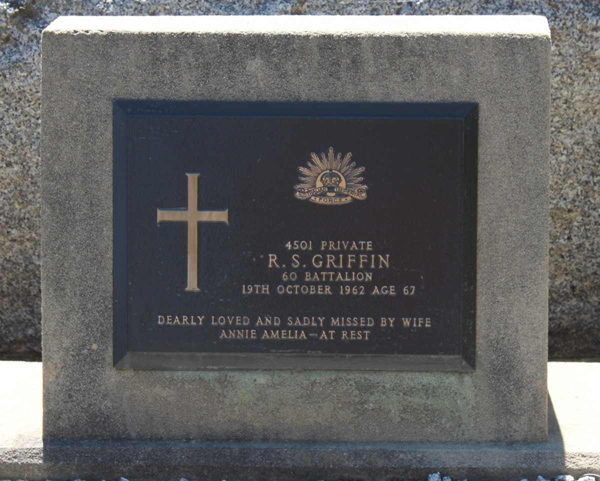 4501 PRIVATE
R. S. GRIFFIN
60 BATTALION
19TH OCTOBER 1962 AGE 67
DEARLY LOVED AND SADLY MISSED BY WIFE
ANNIE AMELIA — AT REST